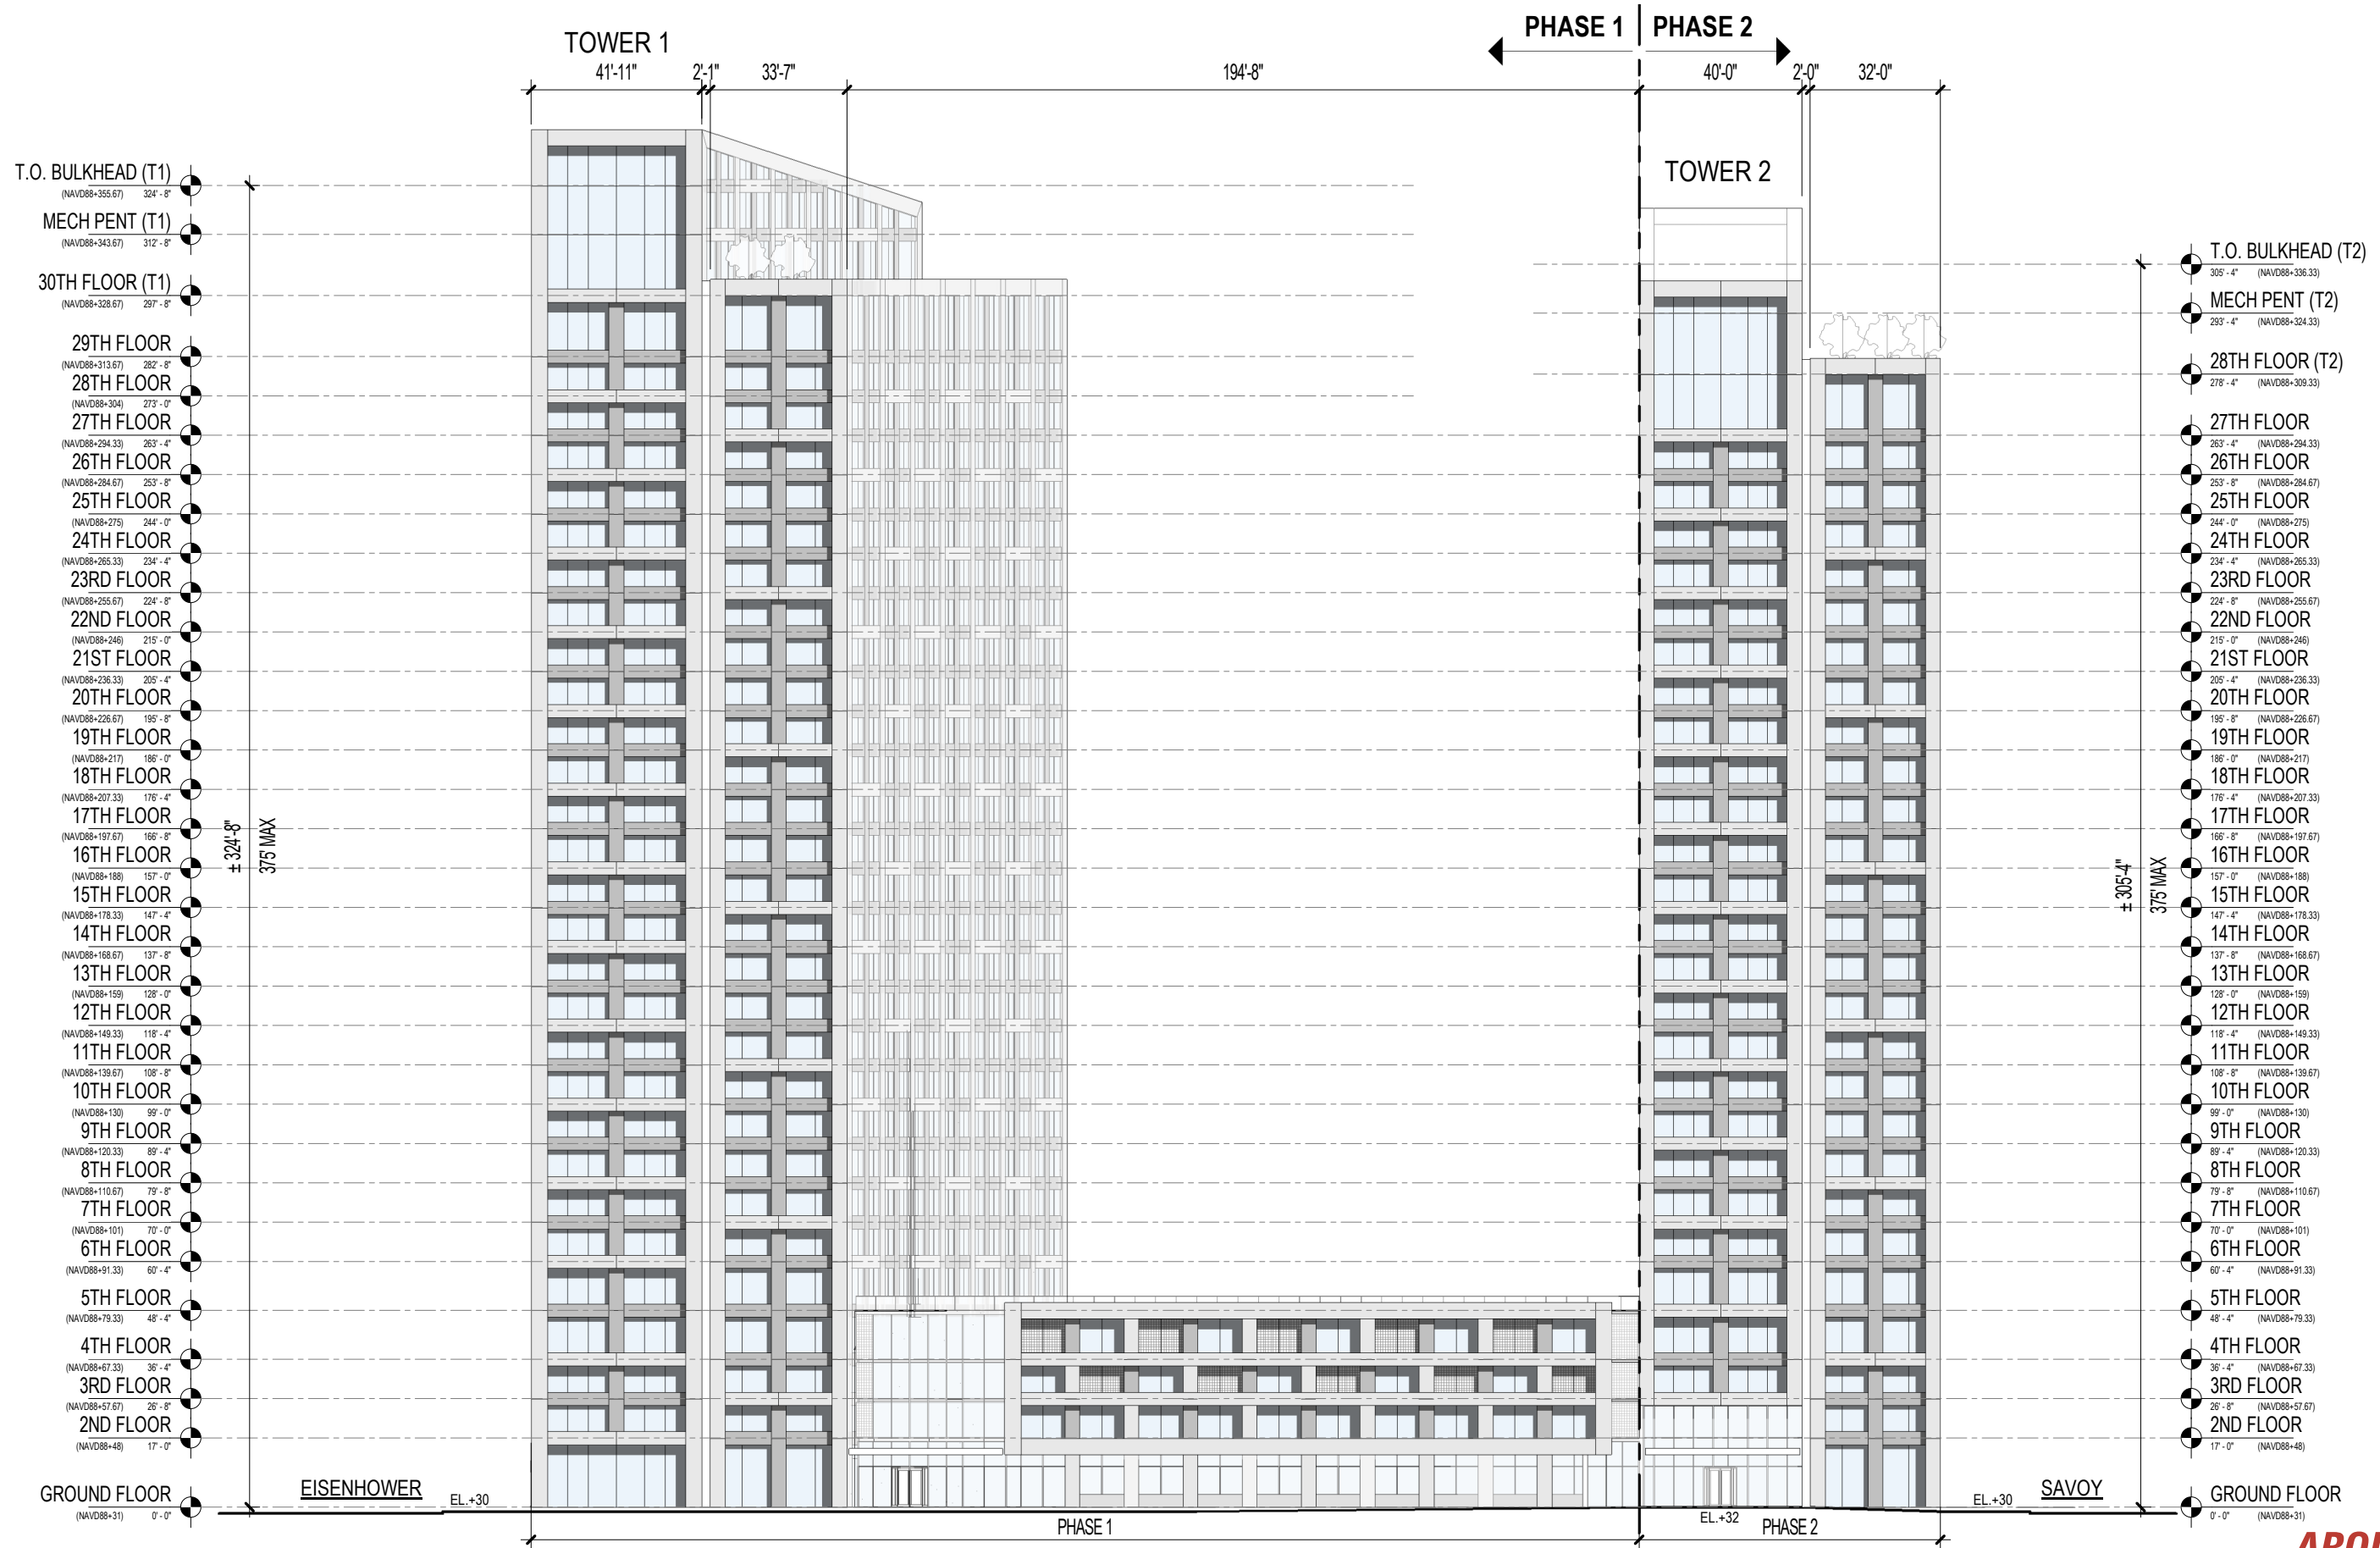 PHASE 1 PHASE 2
TOWER 1
41'-11" 2'-1" 33'-7" 194'-8" 40'-0" 2'-0" 32'-0"
TOWER 2
T.O. BULKHEAD (T1)
(NAVD88+355.67) 324' - 8"
MECH PENT (T1)
(NAVD88+343.67) 312' - 8"
30TH FLOOR (T1)
(NAVD88+328.67) 297' - 8"
29TH FLOOR
(NAVD88+313.67) 282' - 8"
28TH FLOOR
(NAVD88+304) 273' - 0"
27TH FLOOR
(NAVD88+294.33) 263' - 4"
26TH FLOOR
(NAVD88+284.67) 253' - 8"
25TH FLOOR
(NAVD88+275) 244' - 0"
24TH FLOOR
(NAVD88+265.33) 234' - 4"
23RD FLOOR
(NAVD88+255.67) 224' - 8"
22ND FLOOR
(NAVD88+246) 215' - 0"
21ST FLOOR
(NAVD88+236.33) 205' - 4"
20TH FLOOR
(NAVD88+226.67) 195' - 8"
19TH FLOOR
(NAVD88+217) 186' - 0"
18TH FLOOR
(NAVD88+207.33) 176' - 4"
17TH FLOOR
(NAVD88+197.67) 166' - 8"
16TH FLOOR
(NAVD88+188) 157' - 0"
15TH FLOOR
(NAVD88+178.33) 147' - 4"
14TH FLOOR
(NAVD88+168.67) 137' - 8"
13TH FLOOR
(NAVD88+159) 128' - 0"
12TH FLOOR
(NAVD88+149.33) 118' - 4"
11TH FLOOR
(NAVD88+139.67) 108' - 8"
10TH FLOOR
(NAVD88+130) 99' - 0"
9TH FLOOR
(NAVD88+120.33) 89' - 4"
8TH FLOOR
(NAVD88+110.67) 79' - 8"
7TH FLOOR
(NAVD88+101) 70' - 0"
6TH FLOOR
(NAVD88+91.33) 60' - 4"
5TH FLOOR
(NAVD88+79.33) 48' - 4"
4TH FLOOR
(NAVD88+67.33) 36' - 4"
3RD FLOOR
(NAVD88+57.67) 26' - 8"
2ND FLOOR
(NAVD88+48) 17' - 0"
GROUND FLOOR
(NAVD88+31) 0' - 0"
± 324'-8"
375 MAX
EISENHOWER
EL.+30
PHASE 1
EL.+32
PHASE 2
EL.+30
SAVOY
± 305'-4"
375' MAX
T.O. BULKHEAD (T2)
305' - 4" (NAVD88+336.33)
MECH PENT (T2)
293' - 4" (NAVD88+324.33)
28TH FLOOR (T2)
278' - 4" (NAVD88+309.33)
27TH FLOOR
263' - 4" (NAVD88+294.33)
26TH FLOOR
253' - 8" (NAVD88+284.67)
25TH FLOOR
244' - 0" (NAVD88+275)
24TH FLOOR
234' - 4" (NAVD88+265.33)
23RD FLOOR
224' - 8" (NAVD88+255.67)
22ND FLOOR
215' - 0" (NAVD88+246)
21ST FLOOR
205' - 4" (NAVD88+236.33)
20TH FLOOR
195' - 8" (NAVD88+226.67)
19TH FLOOR
186' - 0" (NAVD88+217)
18TH FLOOR
176' - 4" (NAVD88+207.33)
17TH FLOOR
166' - 8" (NAVD88+197.67)
16TH FLOOR
157' - 0" (NAVD88+188)
15TH FLOOR
147' - 4" (NAVD88+178.33)
14TH FLOOR
137' - 8" (NAVD88+168.67)
13TH FLOOR
128' - 0" (NAVD88+159)
12TH FLOOR
118' - 4" (NAVD88+149.33)
11TH FLOOR
108' - 8" (NAVD88+139.67)
10TH FLOOR
99' - 0" (NAVD88+130)
9TH FLOOR
89' - 4" (NAVD88+120.33)
8TH FLOOR
79' - 8" (NAVD88+110.67)
7TH FLOOR
70' - 0" (NAVD88+101)
6TH FLOOR
60' - 4" (NAVD88+91.33)
5TH FLOOR
48' - 4" (NAVD88+79.33)
4TH FLOOR
36' - 4" (NAVD88+67.33)
3RD FLOOR
26' - 8" (NAVD88+57.67)
2ND FLOOR
17' - 0" (NAVD88+48)
GROUND FLOOR
0' - 0" (NAVD88+31)